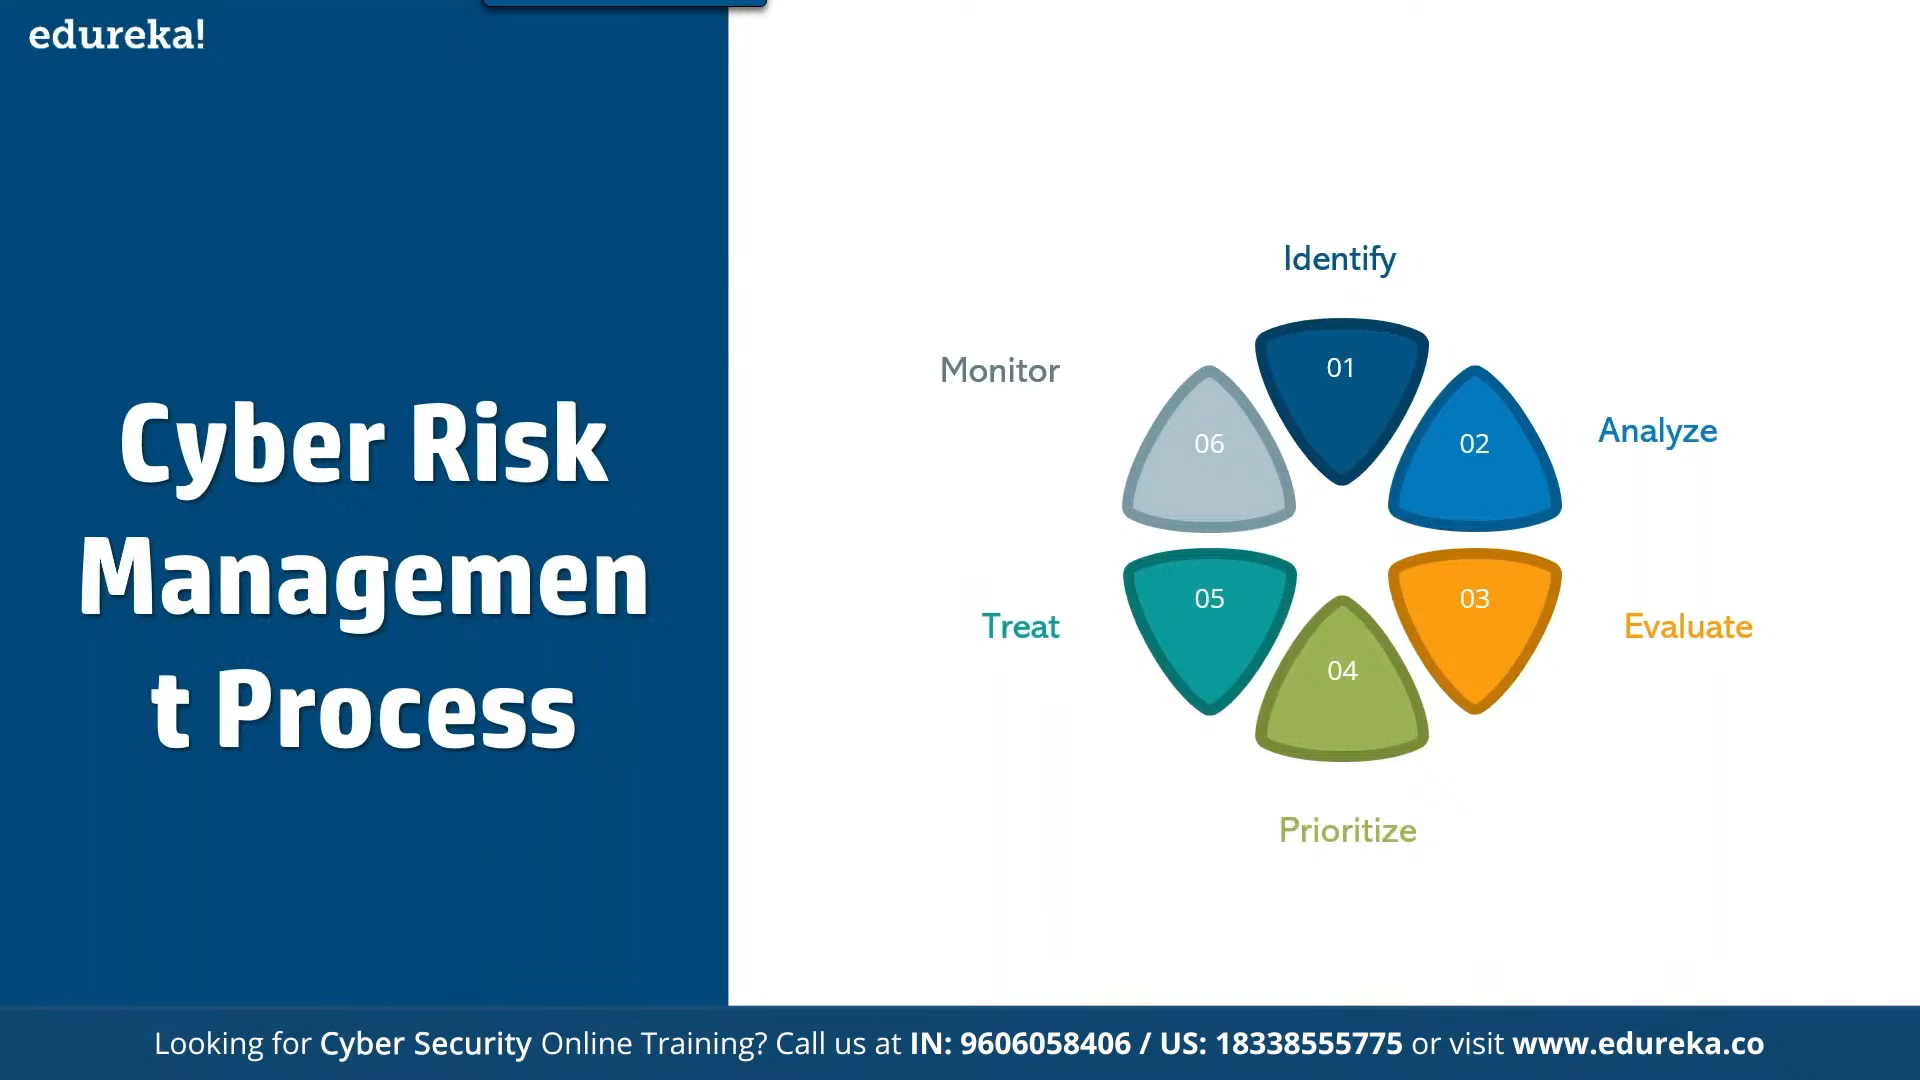 edureka!
Cyber Risk
Managemen
t Process
Identify
01
Analyze
02
Evaluate
03
Prioritize
04
Treat
05
Monitor
06
Looking for Cyber Security Online Training? Call us at IN: 9606058406 / US: 18338555775 or visit www.edureka.co